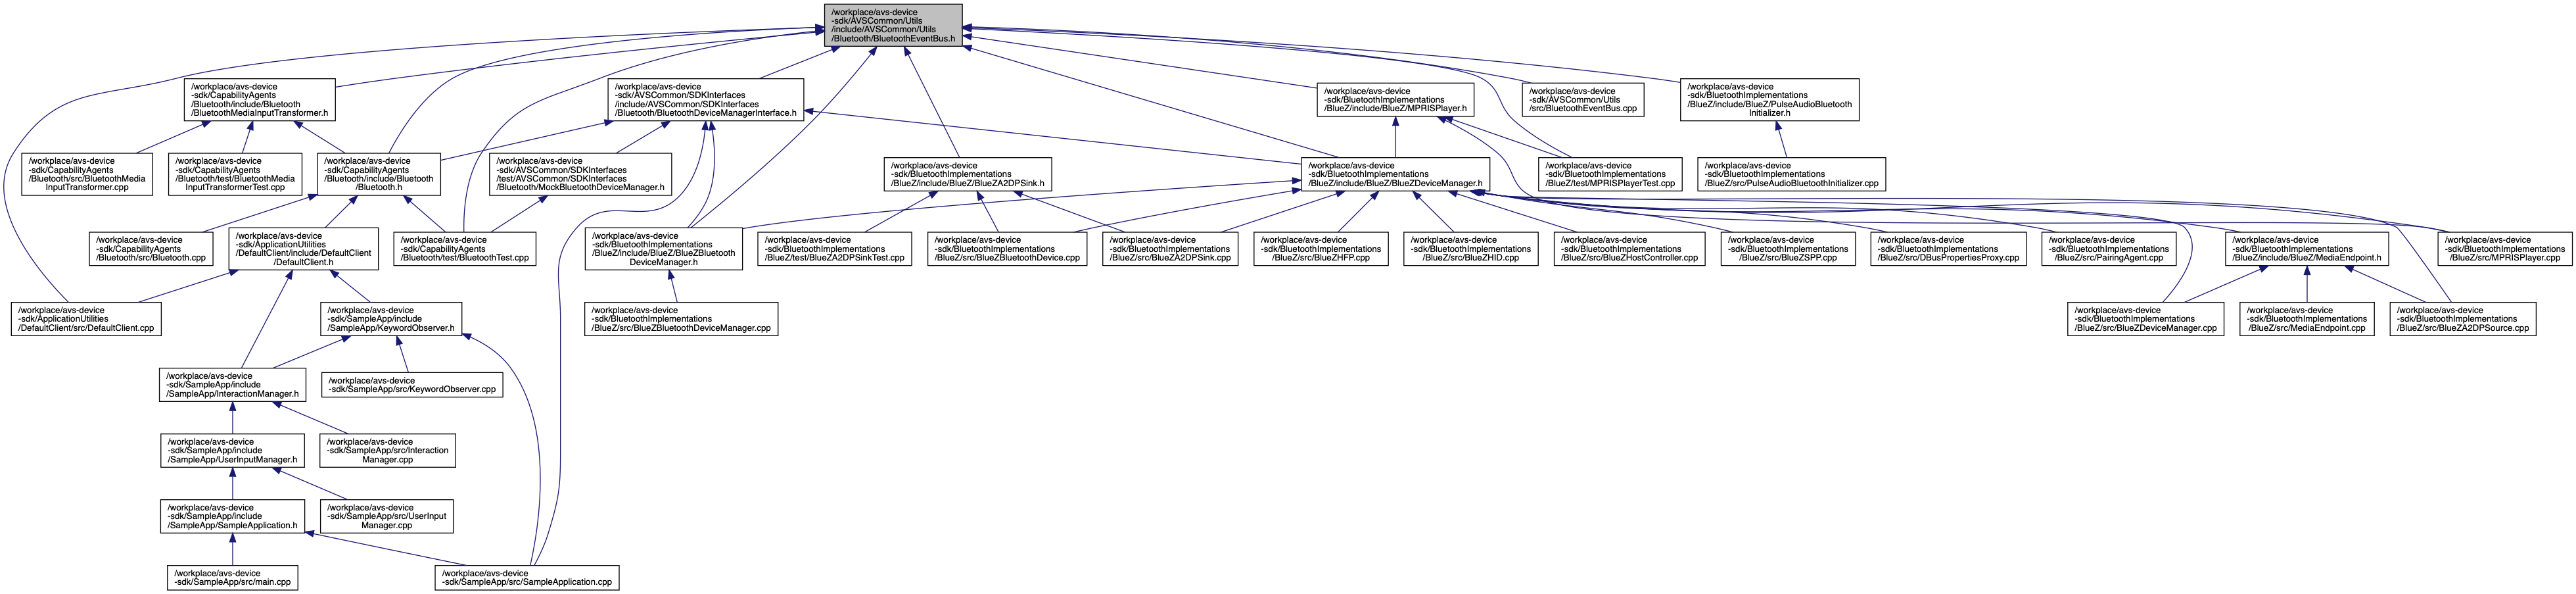 /workplace/avs-device
-sdk/AVSCommon/Utils
/include/AVSCommon/Utils
/Bluetooth/BluetoothEventBus.h
/workplace/avs-device
-sdk/CapabilityAgents
/Bluetooth/include/Bluetooth
/BluetoothMediaInputTransformer.h
/workplace/avs-device
-sdk/AVSCommon/SDKInterfaces
/include/AVSCommon/SDKInterfaces
/Bluetooth/BluetoothDeviceManagerInterface.h
/workplace/avs-device
-sdk/BluetoothImplementations
/BlueZ/include/BlueZ/MPRISPlayer.h
/workplace/avs-device
-sdk/AVSCommon/Utils
/src/BluetoothEventBus.cpp
/workplace/avs-device
-sdk/BluetoothImplementations
/BlueZ/include/BlueZ/PulseAudioBluetooth
Initializer.h
/workplace/avs-device
-sdk/CapabilityAgents
/Bluetooth/src/BluetoothMedia
InputTransformer.cpp
/workplace/avs-device
-sdk/CapabilityAgents
/Bluetooth/test/BluetoothMedia
InputTransformerTest.cpp
/workplace/avs-device
-sdk/CapabilityAgents
/Bluetooth/include/Bluetooth
/Bluetooth.h
/workplace/avs-device
-sdk/AVSCommon/SDKInterfaces
/test/AVSCommon/SDKInterfaces
/Bluetooth/MockBluetoothDeviceManager.h
/workplace/avs-device
-sdk/BluetoothImplementations
/BlueZ/include/BlueZ/BlueZA2DPSink.h
/workplace/avs-device
-sdk/BluetoothImplementations
/BlueZ/include/BlueZ/BlueZDeviceManager.h
/workplace/avs-device
-sdk/BluetoothImplementations
/BlueZ/test/MPRISPlayerTest.cpp
/workplace/avs-device
-sdk/BluetoothImplementations
/BlueZ/src/PulseAudioBluetoothInitializer.cpp
/workplace/avs-device
-sdk/CapabilityAgents
/Bluetooth/src/Bluetooth.cpp
/workplace/avs-device
-sdk/ApplicationUtilities
/DefaultClient/include/DefaultClient
/DefaultClient.h
/workplace/avs-device
-sdk/CapabilityAgents
/Bluetooth/test/BluetoothTest.cpp
/workplace/avs-device
-sdk/BluetoothImplementations
/BlueZ/include/BlueZ/BlueZBluetooth
DeviceManager.h
/workplace/avs-device
-sdk/BluetoothImplementations
/BlueZ/test/BlueZA2DPSinkTest.cpp
/workplace/avs-device
-sdk/BluetoothImplementations
/BlueZ/src/BlueZBluetoothDevice.cpp
/workplace/avs-device
-sdk/BluetoothImplementations
/BlueZ/src/BlueZA2DPSink.cpp
/workplace/avs-device
-sdk/BluetoothImplementations
/BlueZ/src/BlueZHFP.cpp
/workplace/avs-device
-sdk/BluetoothImplementations
/BlueZ/src/BlueZHID.cpp
/workplace/avs-device
-sdk/BluetoothImplementations
/BlueZ/src/BlueZHostController.cpp
/workplace/avs-device
-sdk/BluetoothImplementations
/BlueZ/src/BlueZSPP.cpp
/workplace/avs-device
-sdk/BluetoothImplementations
/BlueZ/src/DBusPropertiesProxy.cpp
/workplace/avs-device
-sdk/BluetoothImplementations
/BlueZ/src/PairingAgent.cpp
/workplace/avs-device
-sdk/BluetoothImplementations
/BlueZ/include/BlueZ/MediaEndpoint.h
/workplace/avs-device
-sdk/BluetoothImplementations
/BlueZ/src/MPRISPlayer.cpp
/workplace/avs-device
-sdk/ApplicationUtilities
/DefaultClient/src/DefaultClient.cpp
/workplace/avs-device
-sdk/SampleApp/include
/SampleApp/KeywordObserver.h
/workplace/avs-device
-sdk/BluetoothImplementations
/BlueZ/src/BlueZBluetoothDeviceManager.cpp
/workplace/avs-device
-sdk/BluetoothImplementations
/BlueZ/src/BlueZDeviceManager.cpp
/workplace/avs-device
-sdk/BluetoothImplementations
/BlueZ/src/MediaEndpoint.cpp
/workplace/avs-device
-sdk/BluetoothImplementations
/BlueZ/src/BlueZA2DPSource.cpp
/workplace/avs-device
-sdk/SampleApp/include
/SampleApp/InteractionManager.h
/workplace/avs-device
-sdk/SampleApp/src/KeywordObserver.cpp
/workplace/avs-device
-sdk/SampleApp/include
/SampleApp/UserInputManager.h
/workplace/avs-device
-sdk/SampleApp/src/Interaction
Manager.cpp
/workplace/avs-device
-sdk/SampleApp/include
/SampleApp/SampleApplication.h
/workplace/avs-device
-sdk/SampleApp/src/UserInput
Manager.cpp
/workplace/avs-device
-sdk/SampleApp/src/main.cpp
/workplace/avs-device
-sdk/SampleApp/src/SampleApplication.cpp